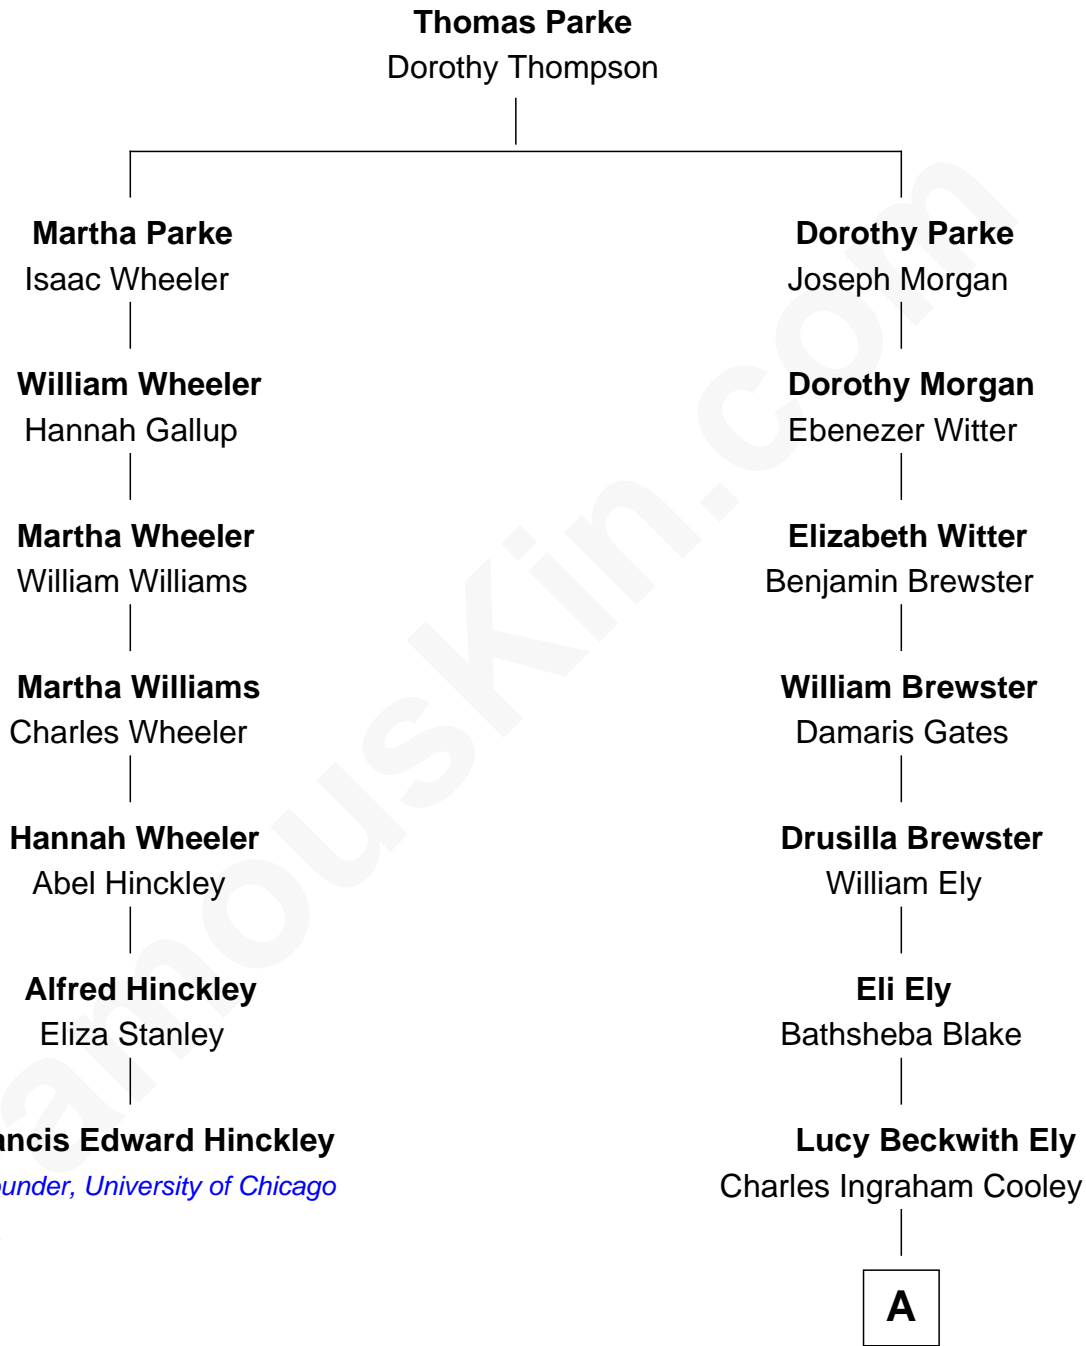 Thomas Parke
Dorothy Thompson
Martha Parke
Isaac Wheeler
Dorothy Parke
Joseph Morgan
William Wheeler
Hannah Gallup
Dorothy Morgan
Ebenezer Witter
Martha Wheeler
William Williams
Elizabeth Witter
Benjamin Brewster
Martha Williams
Charles Wheeler
William Brewster
Damaris Gates
Hannah Wheeler
Abel Hinckley
Drusilla Brewster
William Ely
Alfred Hinckley
Eliza Stanley
Eli Ely
Bathsheba Blake
ancis Edward Hinckley
ounder, University of Chicago
Lucy Beckwith Ely
Charles Ingraham Cooley
A
amouskin.com